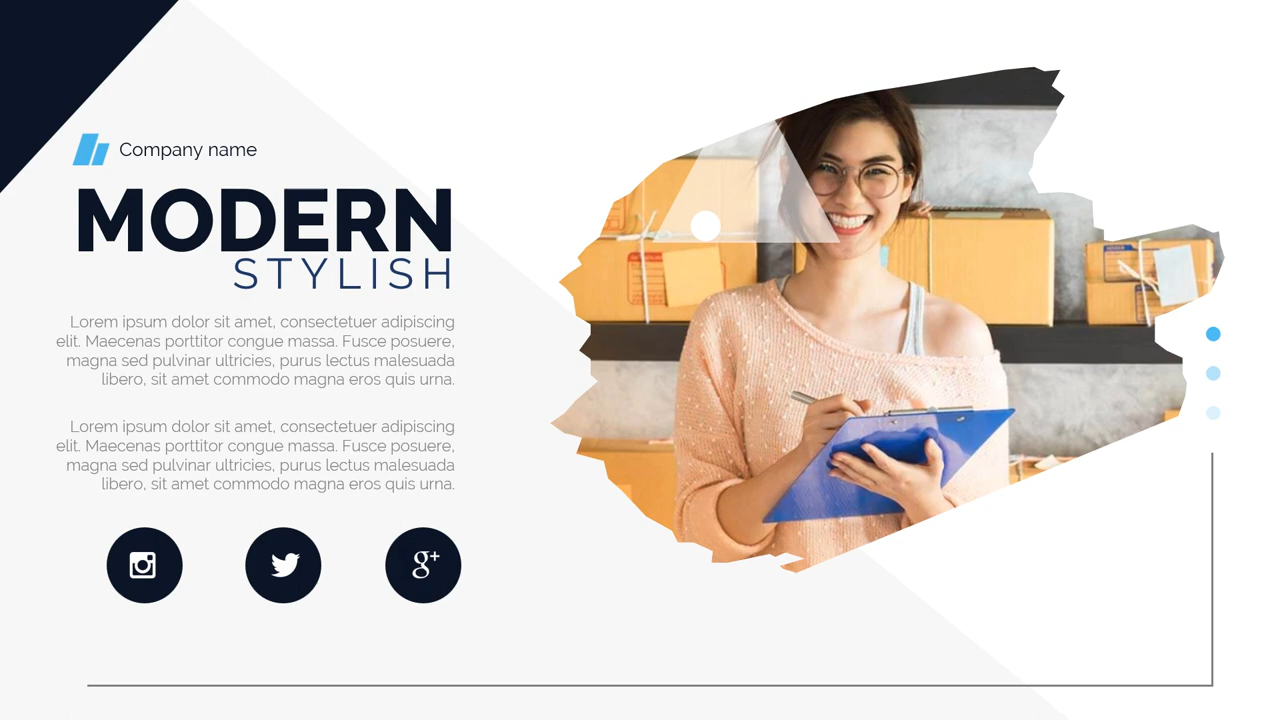 Company name
MODERN
STYLISH
Lorem ipsum dolor sit amet, consectetuer adipiscing
elit. Maecenas porttitor congue massa. Fusce posuere,
magna sed pulvinar ultricies, purus lectus malesuada
libero, sit amet commodo magna eros quis urna.
Lorem ipsum dolor sit amet, consectetuer adipiscing
elit. Maecenas porttitor congue massa. Fusce posuere,
magna sed pulvinar ultricies, purus lectus malesuada
libero, sit amet commodo magna eros quis urna.
g+